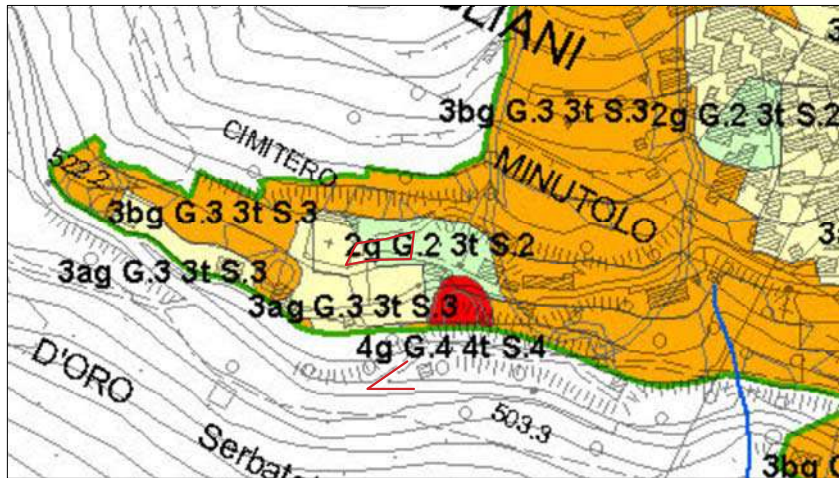 LIANI
3bg G.3 3t S.3
2g G.2 3t S.2
CIMITERO
522.2
MINUTOLO
3bg G.3 3t S.3
2g G.2 3t S.2
3ag G.3 3t S.3
3ag G.3 3t S.3
4g G.4 4t S.4
D'ORO
503.3
Serbato
3bg G